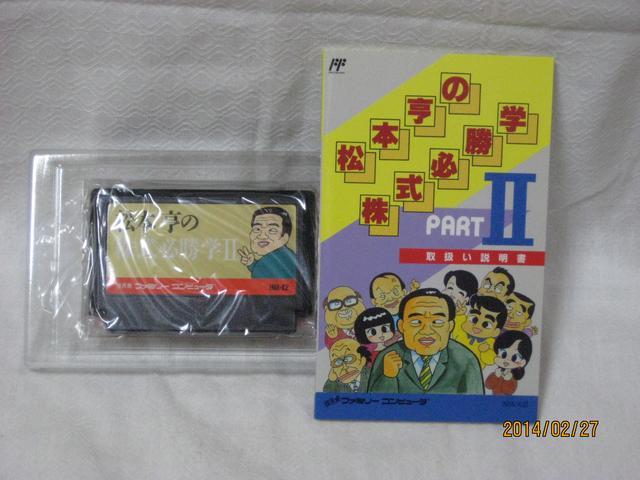 松本亨の
必勝学II
ファミリー コンピュータ
松本亨の
株式必勝学
PART II
取扱い説明書
ファミリー コンピュータ
2014/02/27